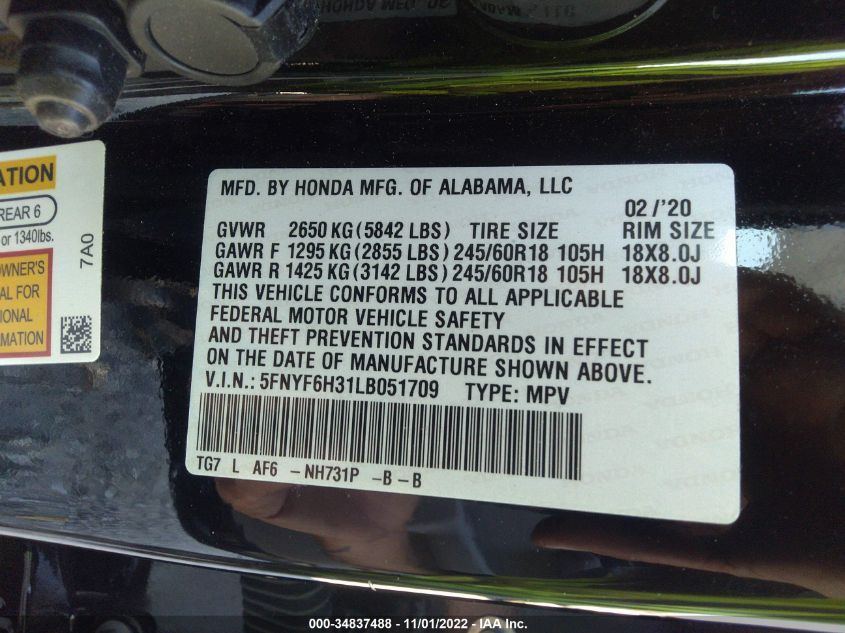 ATION
REAR 6
or 1340lbs.
OWNER'S
AL FOR
IONAL
MATION
7A0
MFD. BY HONDA MFG. OF ALABAMA, LLC
02/'20
GVWR 2650 KG (5842 LBS) TIRE SIZE RIM SIZE
GAWR F 1295 KG (2855 LBS) 245/60R18 105H 18X8.0J
GAWR R 1425 KG (3142 LBS) 245/60R18 105H 18X8.0J
THIS VEHICLE CONFORMS TO ALL APPLICABLE
FEDERAL MOTOR VEHICLE SAFETY
AND THEFT PREVENTION STANDARDS IN EFFECT
ON THE DATE OF MANUFACTURE SHOWN ABOVE.
V.I.N.: 5FNYF6H31LB051709 TYPE: MPV
TG7 L AF6 -NH731P -B-B
000-34837488 - 11/01/2022 - IAA Inc.